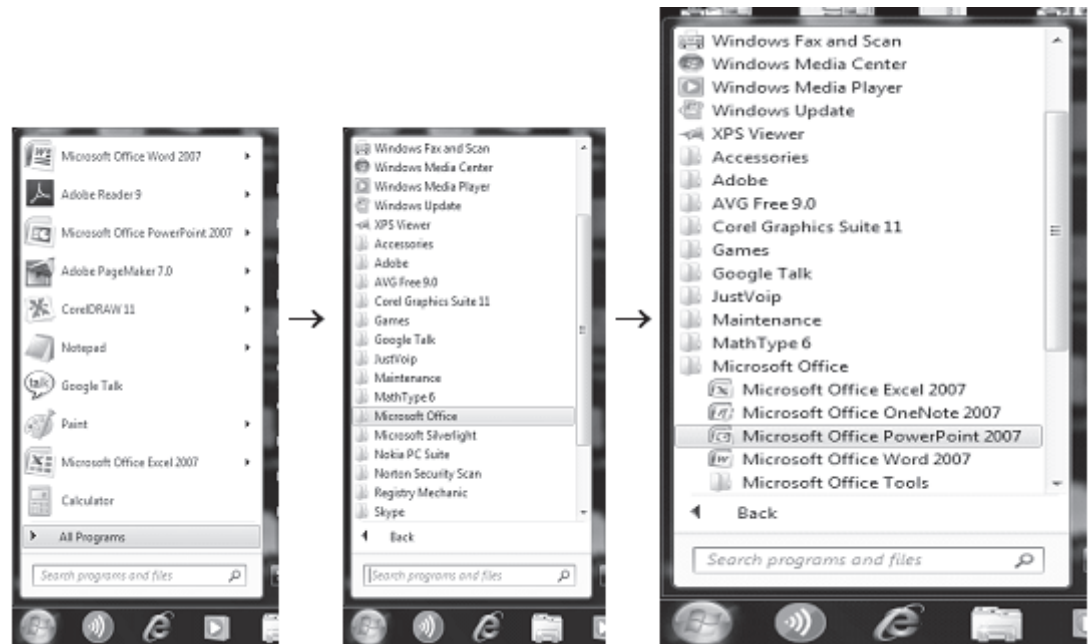 Microsoft Office Word 2007
Adobe Reader 9
Microsoft Office PowerPoint 2007
Adobe PageMaker 7.0
CorelDRAW 11
Notepad
talk
Google Talk
Paint
Microsoft Office Excel 2007
Calculator
All Programs
Search programs and files
Windows Fax and Scan
Windows Media Center
Windows Media Player
Windows Update
XPS Viewer
Accessories
Adobe
AVG Free 9.0
Corel Graphics Suite 11
Games
Google Talk
JustVoip
Maintenance
MathType 6
Microsoft Office
Microsoft Silverlight
Nokia PC Suite
Norton Security Scan
Registry Mechanic
Skype
Back
Search programs and files
Windows Fax and Scan
Windows Media Center
Windows Media Player
Windows Update
XPS Viewer
Accessories
Adobe
AVG Free 9.0
Corel Graphics Suite 11
Games
Google Talk
JustVoip
Maintenance
MathType 6
Microsoft Office
Microsoft Office Excel 2007
Microsoft Office OneNote 2007
Microsoft Office PowerPoint 2007
Microsoft Office Word 2007
Microsoft Office Tools
Back
Search programs and files